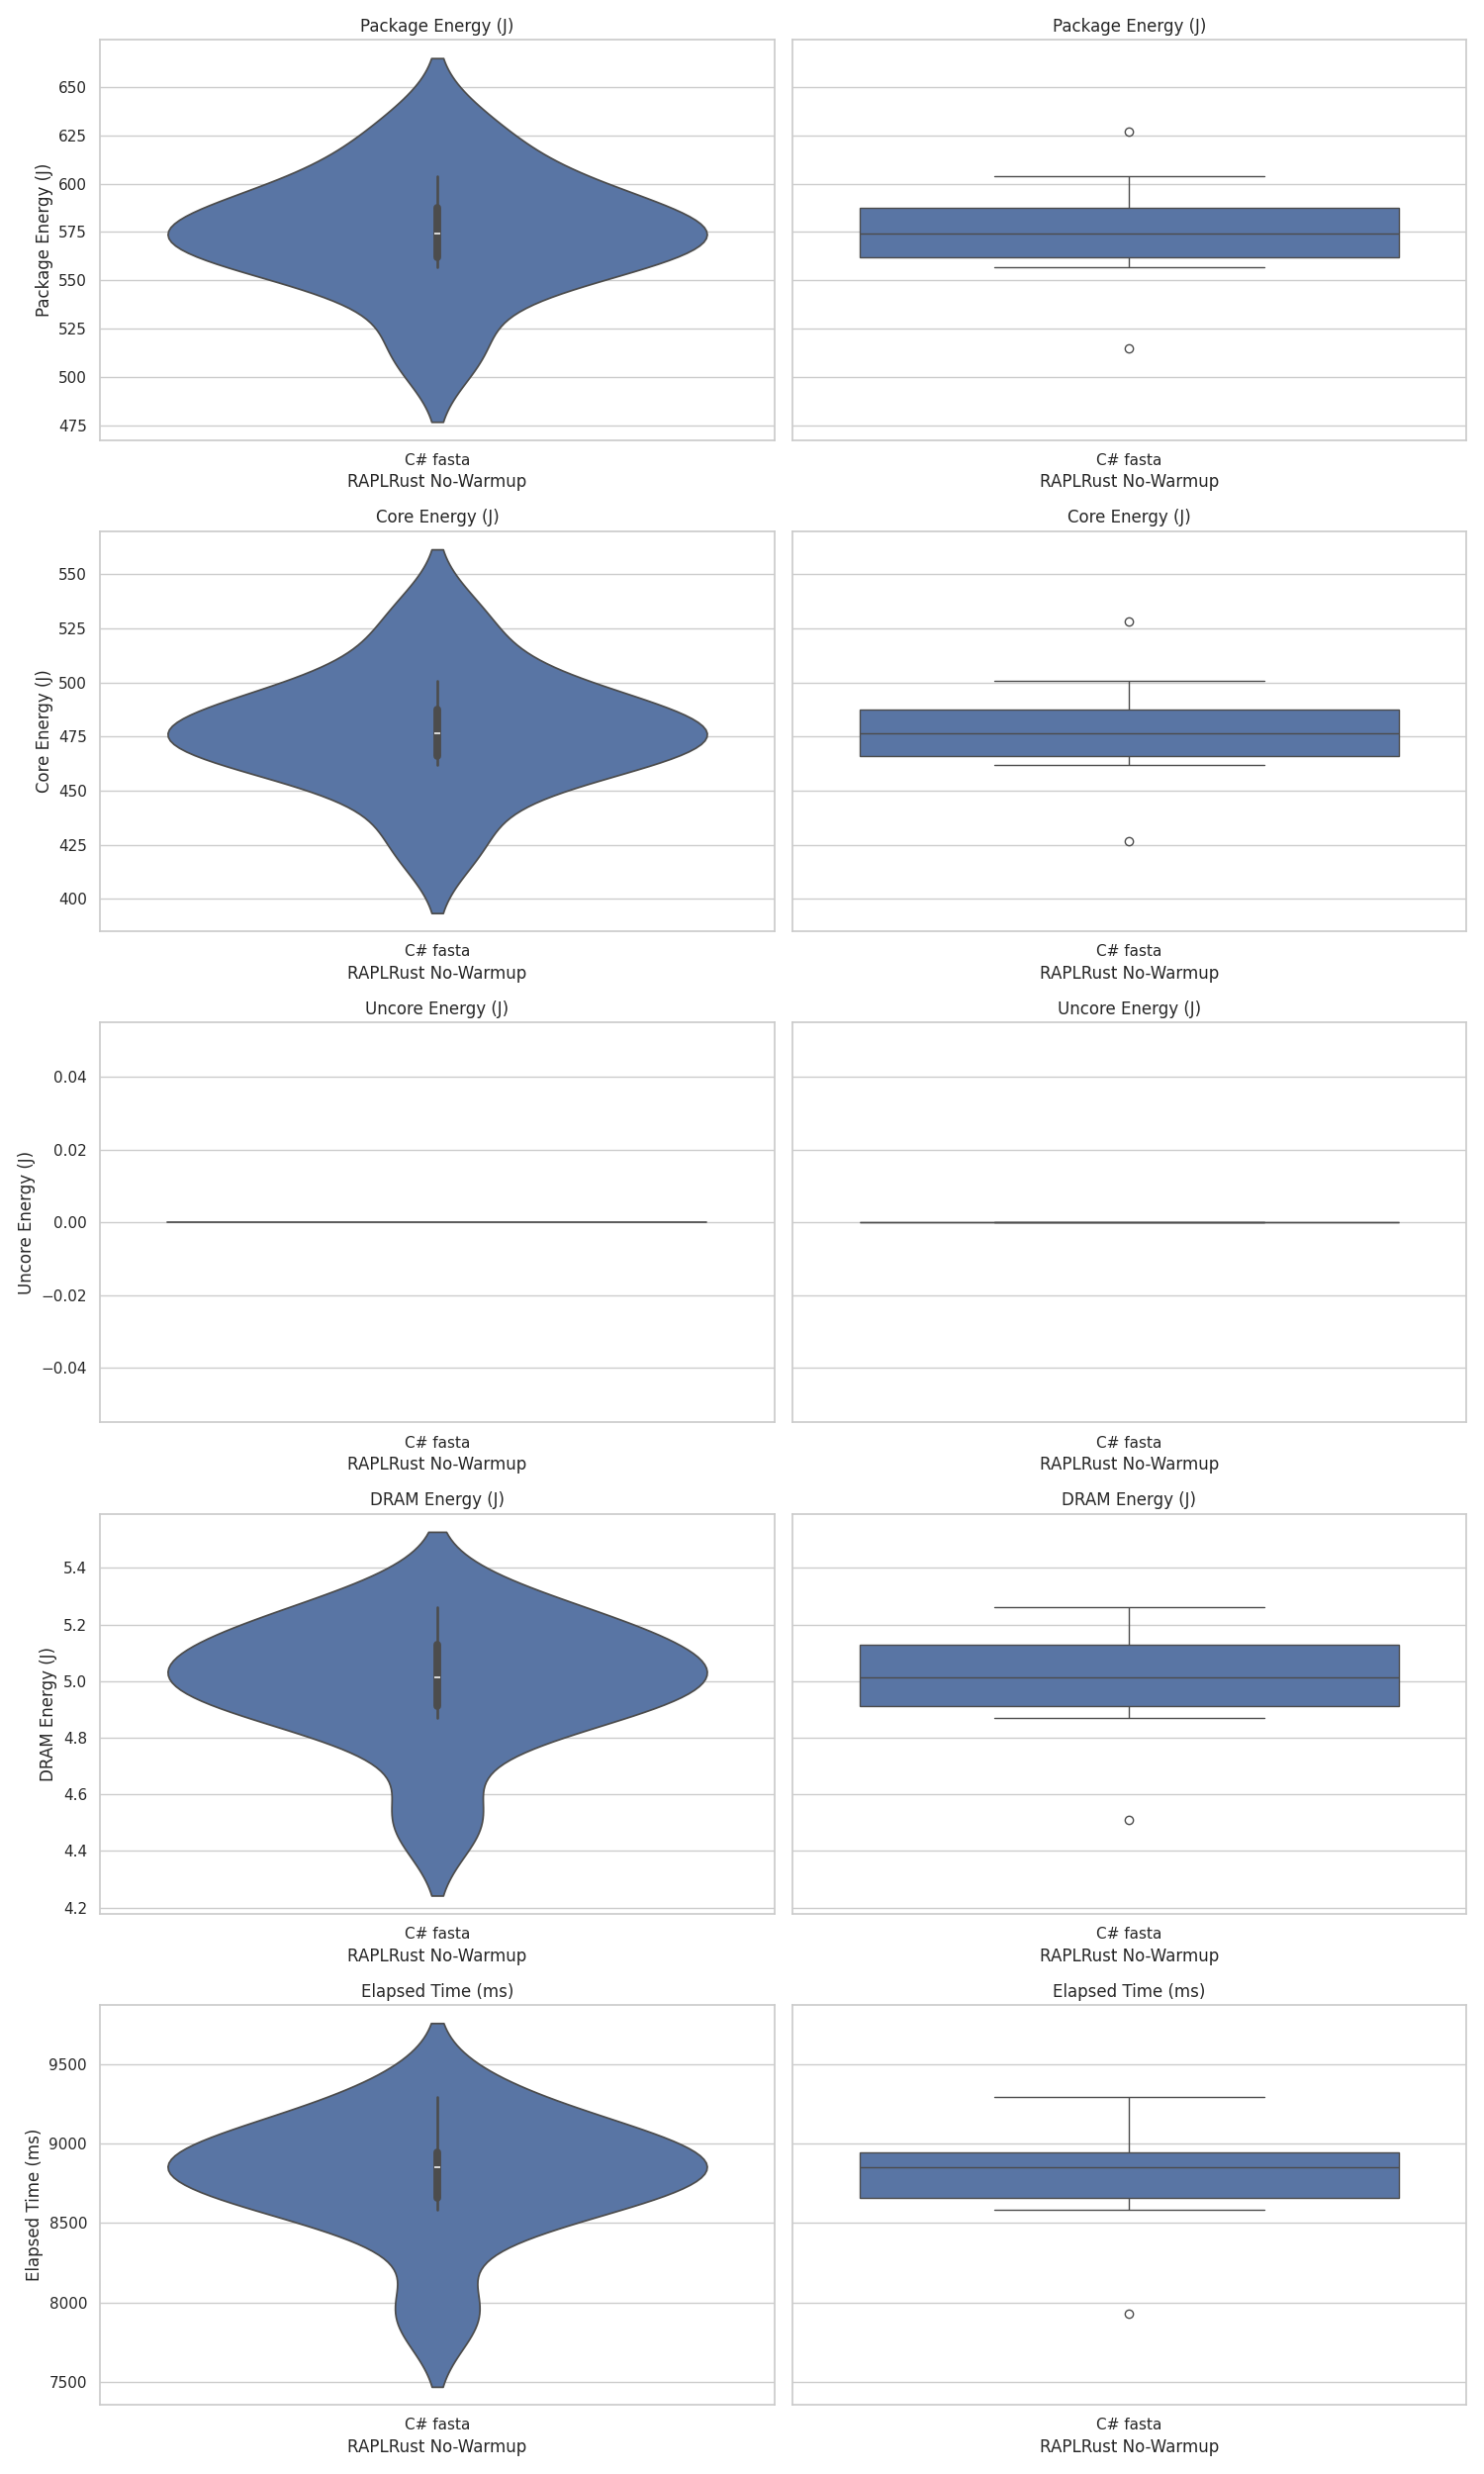 Package Energy (J)
Package Energy (J)
Package Energy (J)
650
625
600
575
550
525
500
475
C# fasta
RAPLRust No-Warmup
C# fasta
RAPLRust No-Warmup
Core Energy (J)
Core Energy (J)
Core Energy (J)
550
525
500
475
450
425
400
C# fasta
RAPLRust No-Warmup
C# fasta
RAPLRust No-Warmup
Uncore Energy (J)
Uncore Energy (J)
Uncore Energy (J)
0.04
0.02
0.00
−0.02
−0.04
C# fasta
RAPLRust No-Warmup
C# fasta
RAPLRust No-Warmup
DRAM Energy (J)
DRAM Energy (J)
DRAM Energy (J)
5.4
5.2
5.0
4.8
4.6
4.4
4.2
C# fasta
RAPLRust No-Warmup
C# fasta
RAPLRust No-Warmup
Elapsed Time (ms)
Elapsed Time (ms)
Elapsed Time (ms)
9500
9000
8500
8000
7500
C# fasta
RAPLRust No-Warmup
C# fasta
RAPLRust No-Warmup